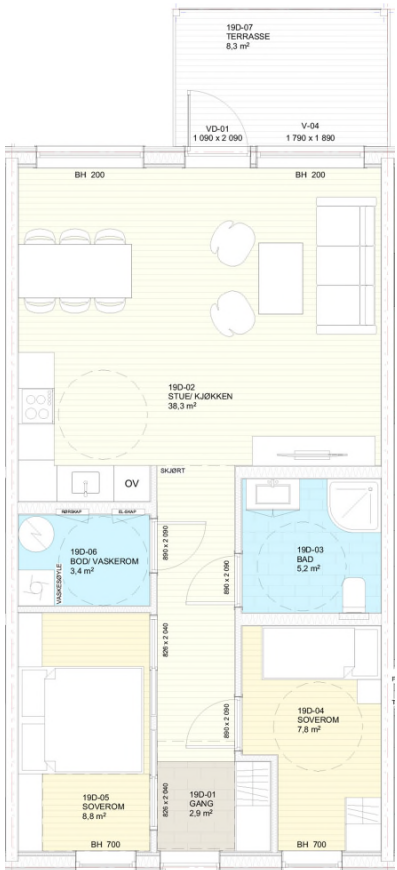 19D-07
TERRASSE
8,3 m²
VD-01
1 090 x 2 090
V-04
1 790 x 1 890
BH 200
BH 200
19D-02
STUE/ KJØKKEN
38,3 m²
SKJØRT
OV
RØRSKAP
EL-SKAP
890 x 2 090
19D-06
BOD/ VASKEROM
3,4 m²
VASKESØYLE
19D-03
BAD
5,2 m²
890 x 2 090
826 x 2 040
19D-04
SOVEROM
7,8 m²
890 x 2 090
19D-05
SOVEROM
8,8 m²
826 x 2 040
19D-01
GANG
2,9 m²
BH 700
BH 700